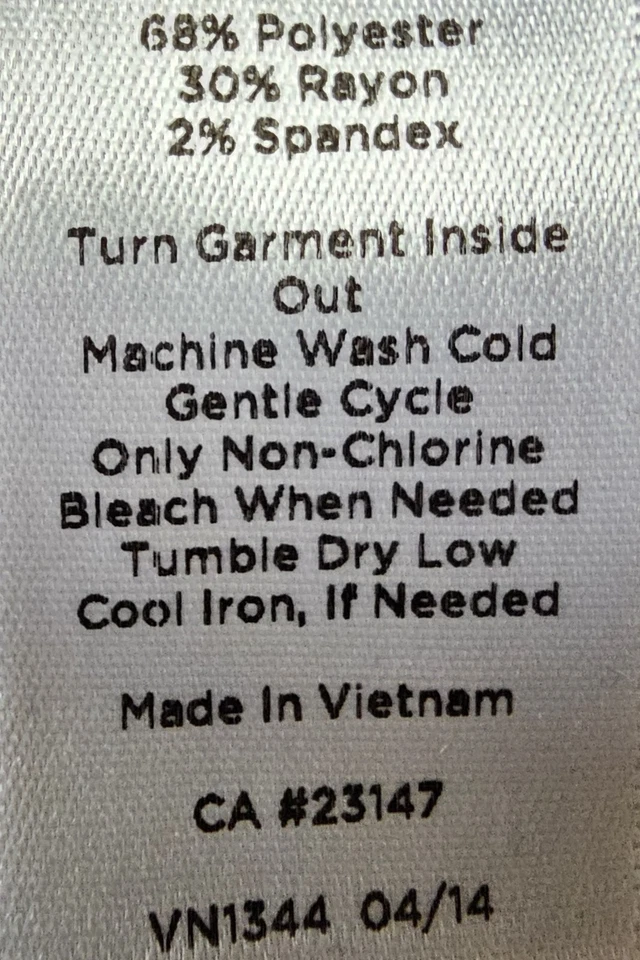 68% Polyester
30% Rayon
2% Spandex
Turn Garment Inside
Out
Machine Wash Cold
Gentle Cycle
Only Non-Chlorine
Bleach When Needed
Tumble Dry Low
Cool Iron, If Needed
Made In Vietnam
CA #23147
VN1344 04/14